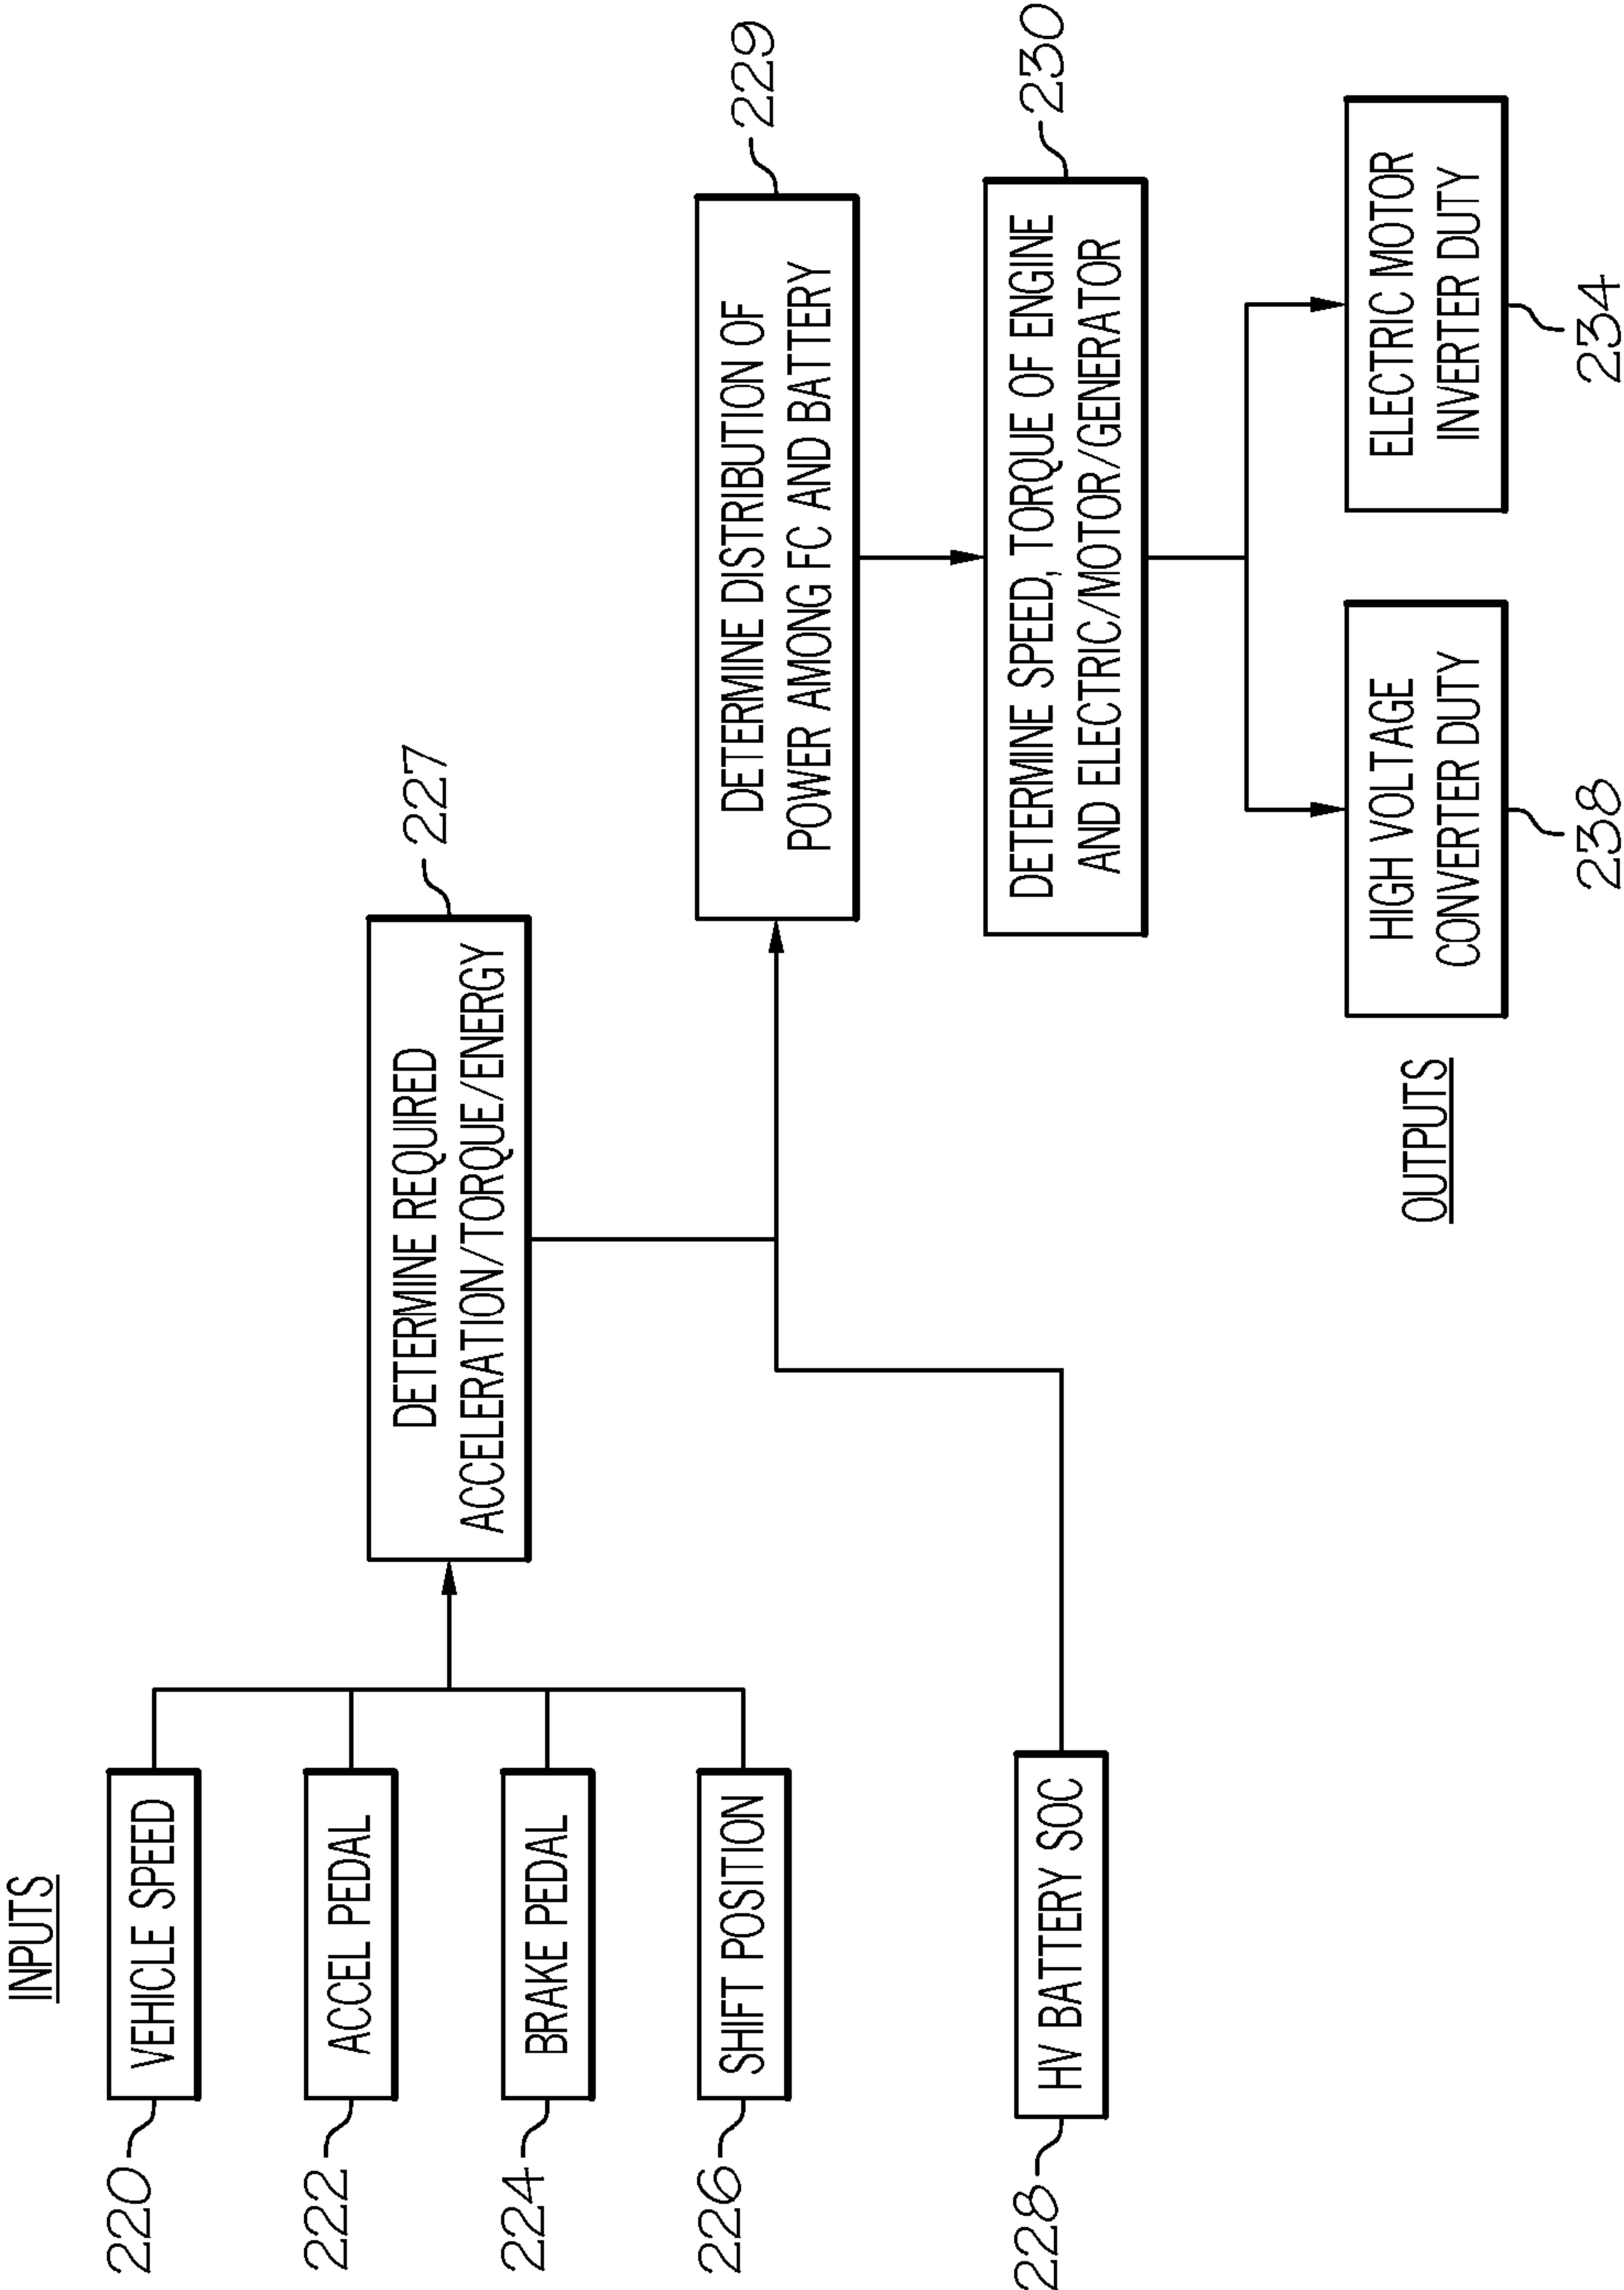 INPUTS
220
VEHICLE SPEED
222
ACCEL PEDAL
224
BRAKE PEDAL
226
SHIFT POSITION
228
HV BATTERY SOC
227
DETERMINE REQUIRED
ACCELERATION/TORQUE/ENERGY
229
DETERMINE DISTRIBUTION OF
POWER AMONG FC AND BATTERY
230
DETERMINE SPEED, TORQUE OF ENGINE
AND ELECTRIC/MOTOR/GENERATOR
OUTPUTS
HIGH VOLTAGE
CONVERTER DUTY
238
ELECTRIC MOTOR
INVERTER DUTY
234